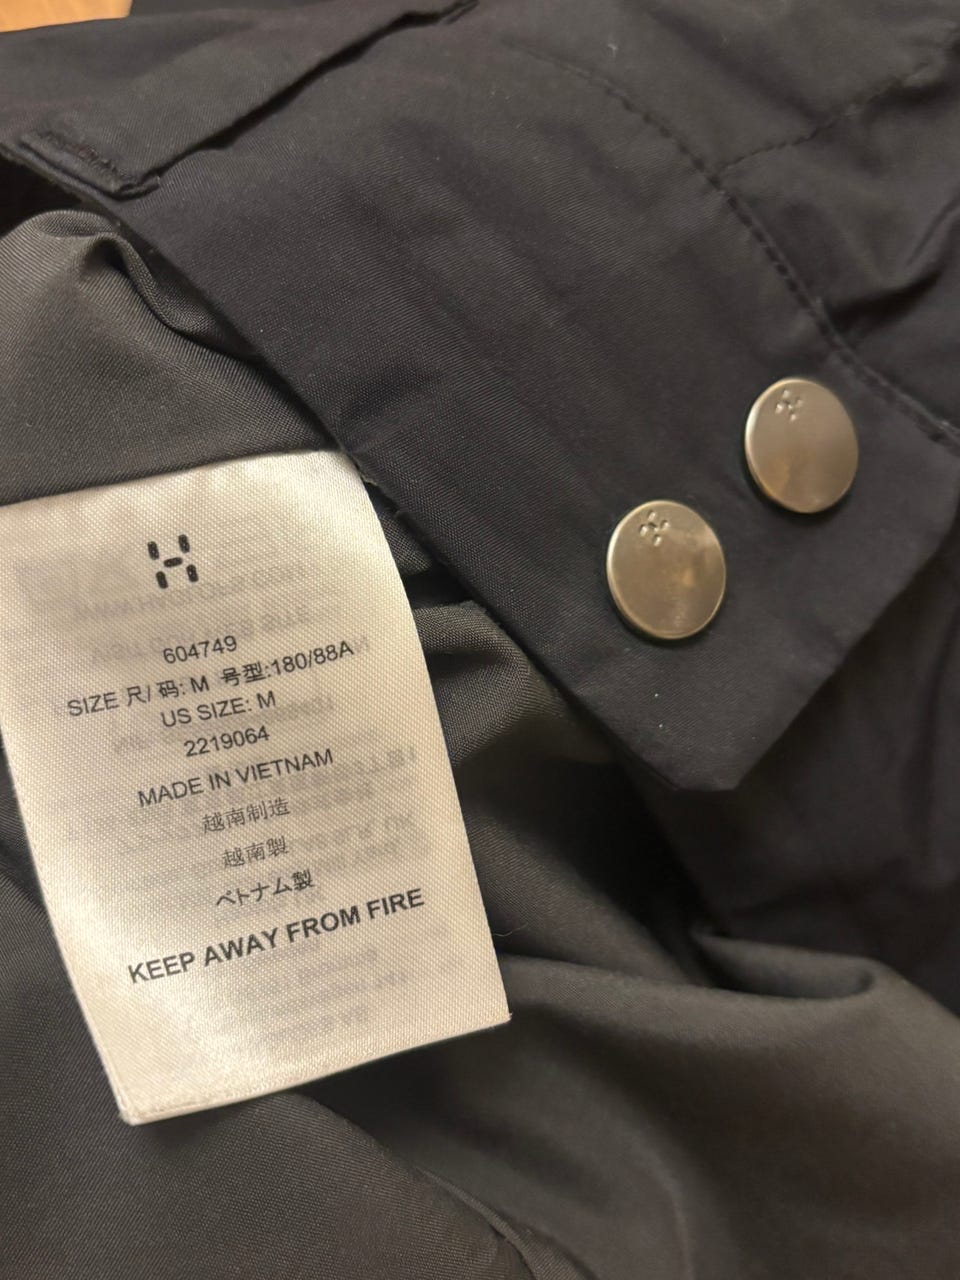 604749
SIZE 尺/ 码: M 号型:180/88A
US SIZE: M
2219064
MADE IN VIETNAM
越南制造
越南製
ベトナム製
KEEP AWAY FROM FIRE